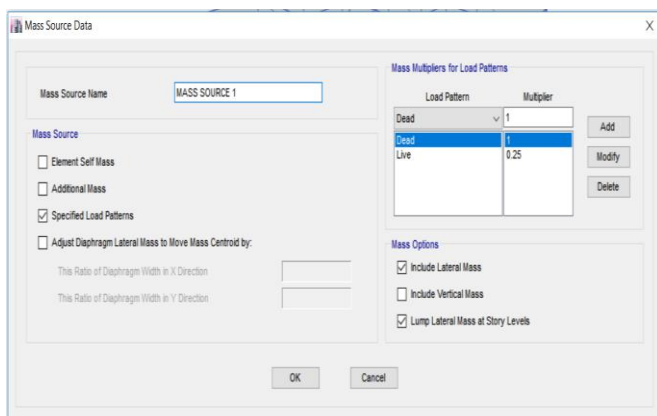 Mass Source Data
X
Mass Source Name
MASS SOURCE 1
Mass Source
Element Self Mass
Additional Mass
Specified Load Patterns
Adjust Diaphragm Lateral Mass to Move Mass Centroid by:
This Ratio of Diaphragm Width in X Direction
This Ratio of Diaphragm Width in Y Direction
Mass Multipliers for Load Patterns
Load Pattern Multiplier
Dead 1
Dead 1
Live 0.25
Add
Modify
Delete
Mass Options
Include Lateral Mass
Include Vertical Mass
Lump Lateral Mass at Story Levels
OK Cancel